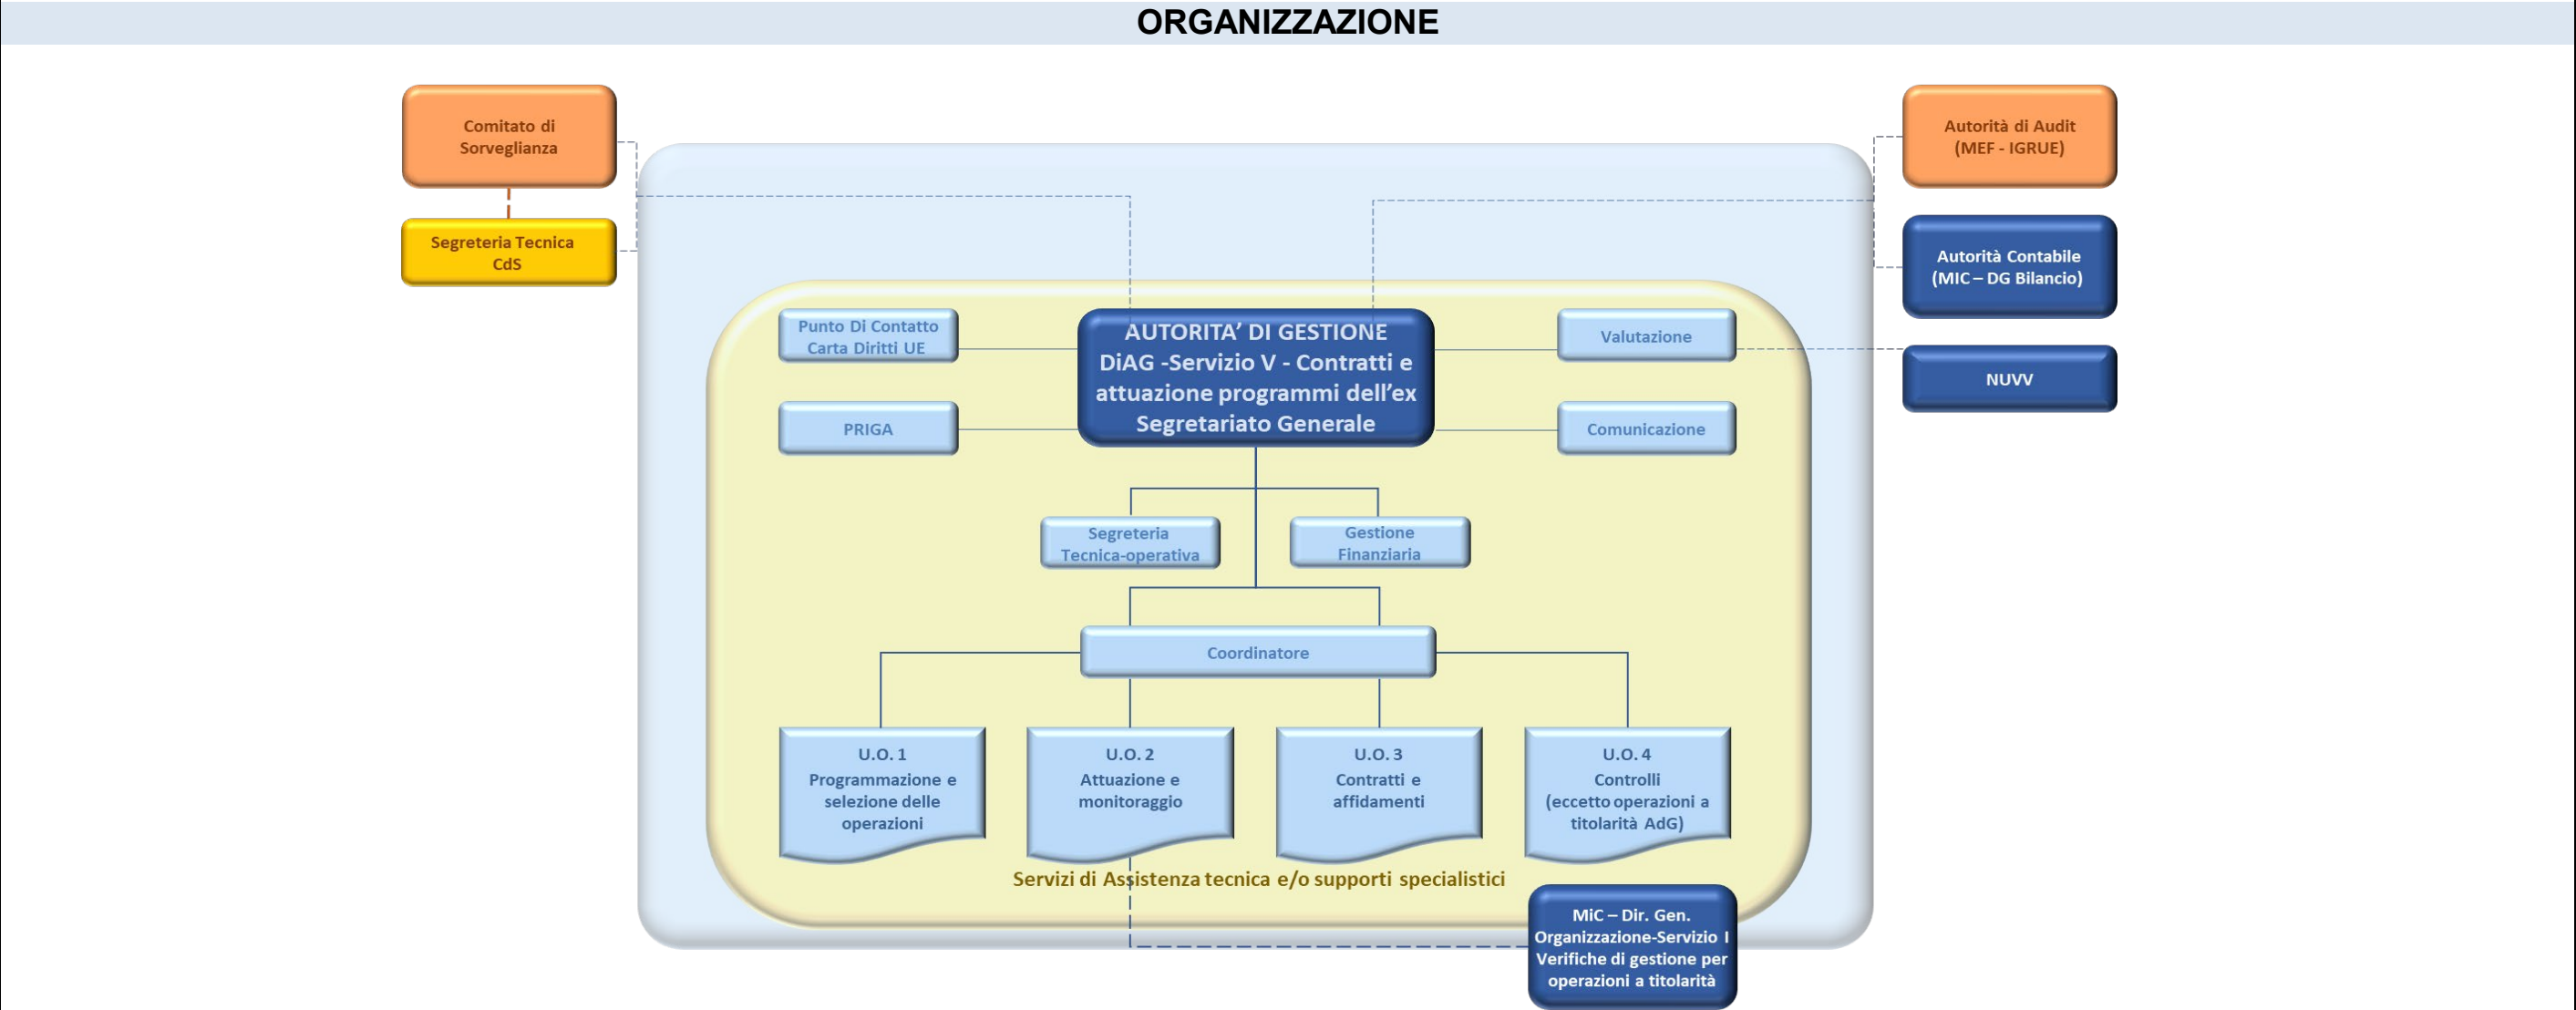 ORGANIZZAZIONE
Comitato di
Sorveglianza
Segreteria Tecnica
CdS
Autorità di Audit
(MEF - IGRUE)
Autorità Contabile
(MIC – DG Bilancio)
NUVV
Punto Di Contatto
Carta Diritti UE
PRIGA
AUTORITA’ DI GESTIONE
DiAG -Servizio V - Contratti e
attuazione programmi dell’ex
Segretariato Generale
Valutazione
Comunicazione
Segreteria
Tecnica-operativa
Gestione
Finanziaria
Coordinatore
U.O. 1
Programmazione e
selezione delle
operazioni
U.O. 2
Attuazione e
monitoraggio
U.O. 3
Contratti e
affidamenti
U.O. 4
Controlli
(eccetto operazioni a
titolarità AdG)
Servizi di Assistenza tecnica e/o supporti specialistici
MiC – Dir. Gen.
Organizzazione-Servizio I
Verifiche di gestione per
operazioni a titolarità